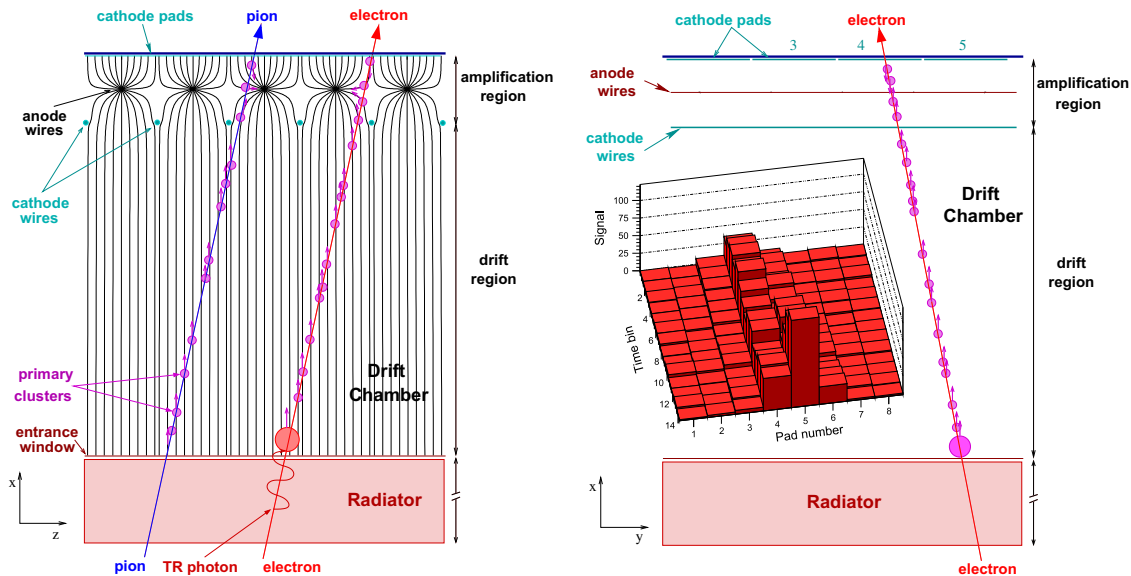 cathode pads
pion
electron
amplification
region
anode wires
cathode
wires
drift
region
primary
clusters
Drift
Chamber
entrance
window
Radiator
x
z
pion
TR photon
electron
electron
cathode pads
3
4
5
anode
wires
amplification
region
cathode
wires
Drift
Chamber
drift
region
Signal
100
75
50
25
0
2
4
6
8
10
12
14
Time bin
1
2
3
4
5
6
7
8
Pad number
Radiator
x
y
electron